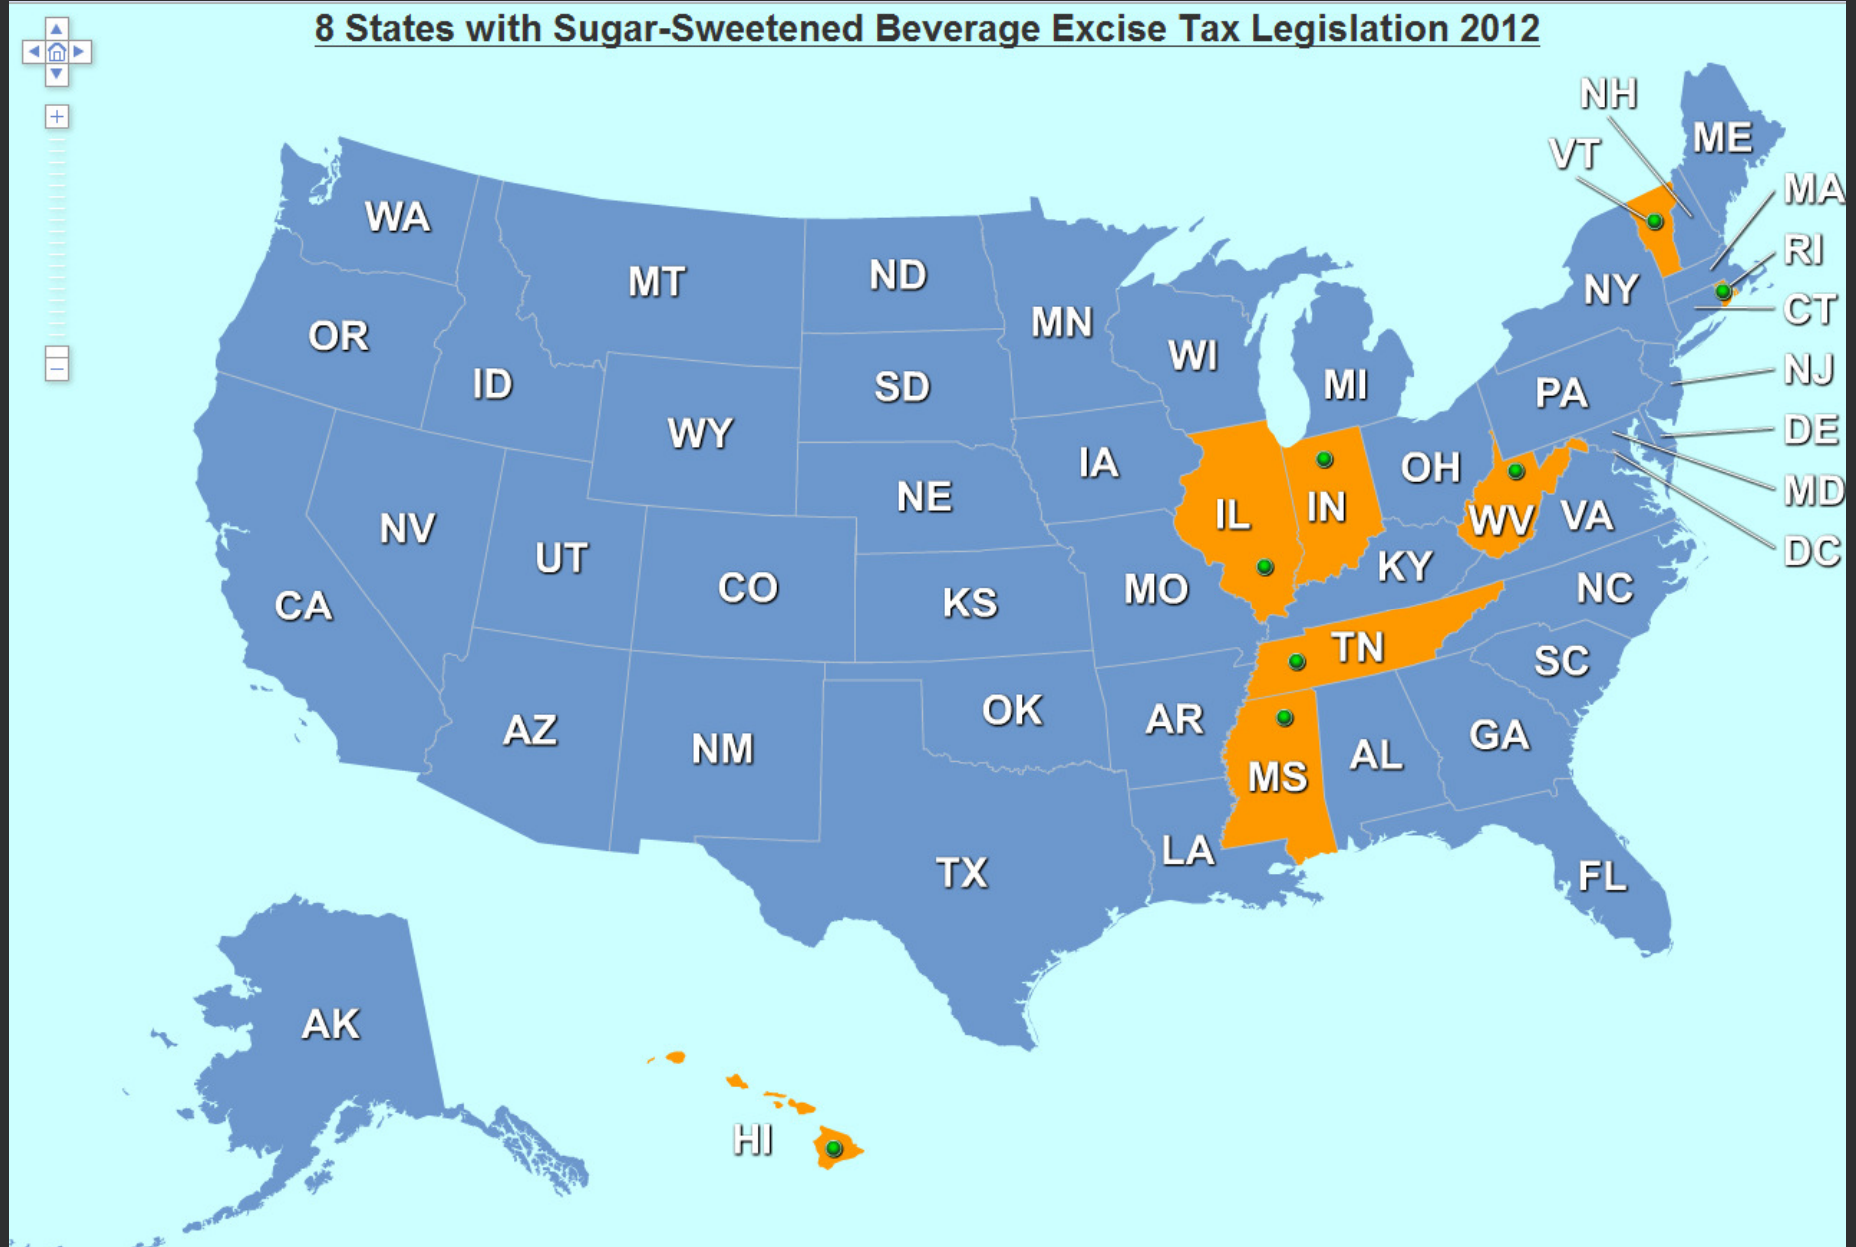 8 States with Sugar-Sweetened Beverage Excise Tax Legislation 2012
NH
ME
VT
MA
WA
RI
MT
ND
NY
CT
MN
OR
WI
NJ
ID
SD
MI
PA
WY
DE
IA
OH
NE
MD
IL
IN
WV
VA
NV
DC
UT
KY
CO
MO
NC
CA
KS
TN
SC
OK
AR
AZ
GA
NM
AL
MS
LA
TX
FL
AK
HI